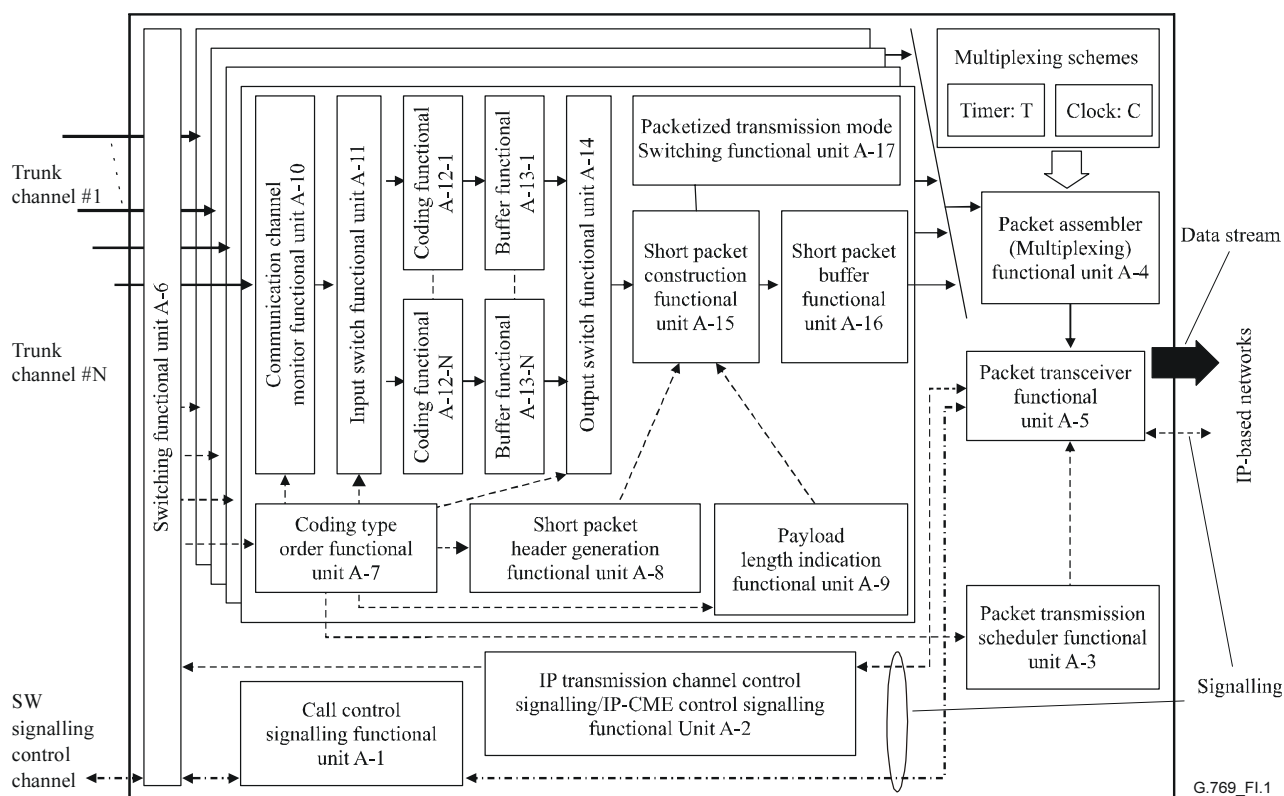 Trunk
channel #1
Trunk
channel #N
SW
signalling
control
channel
Switching functional unit A-6
Communication channel
monitor functional unit A-10
Input switch functional unit A-11
Coding functional
A-12-1
Buffer functional
A-13-1
Coding functional
A-12-N
Buffer functional
A-13-N
Output switch functional unit A-14
Packetized transmission mode
Switching functional unit A-17
Short packet
construction
functional
unit A-15
Short packet
buffer
functional
unit A-16
Coding type
order functional
unit A-7
Short packet
header generation
functional unit A-8
Payload
length indication
functional unit A-9
Multiplexing schemes
Timer: T
Clock: C
Packet assembler
(Multiplexing)
functional unit A-4
Packet transceiver
functional
unit A-5
Packet transmission
scheduler functional
unit A-3
IP transmission channel control
signalling/IP-CME control signalling
functional Unit A-2
Call control
signalling functional
unit A-1
Data stream
IP-based networks
Signalling
G.769_FI.1